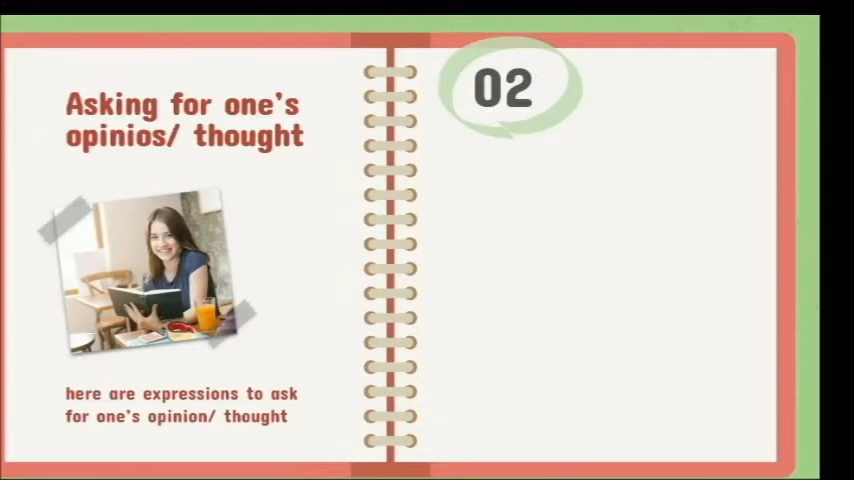 Asking for one's
opinios/ thought
02
here are expressions to ask
for one's opinion/ thought